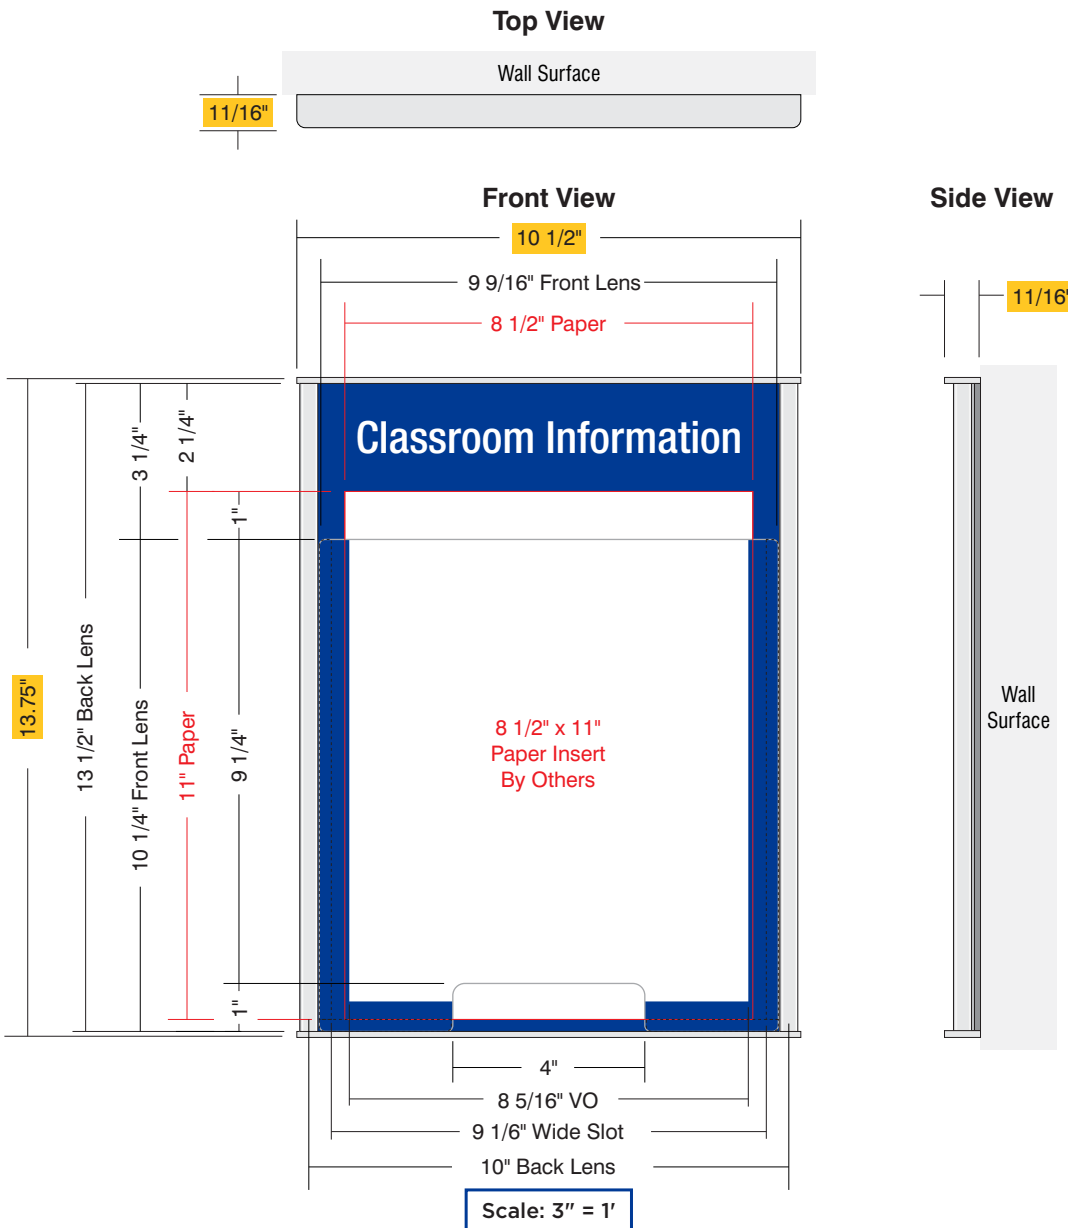 Top View
Wall Surface
11/16"
Front View
Side View
10 1/2"
9 9/16" Front Lens
11/16"
8 1/2" Paper
Classroom Information
3 1/4"
2 1/4"
1"
13.75"
13 1/2" Back Lens
10 1/4" Front Lens
11" Paper
9 1/4"
8 1/2" x 11"
Paper Insert
By Others
Wall
Surface
1"
4"
8 5/16" VO
9 1/6" Wide Slot
10" Back Lens
Scale: 3" = 1'